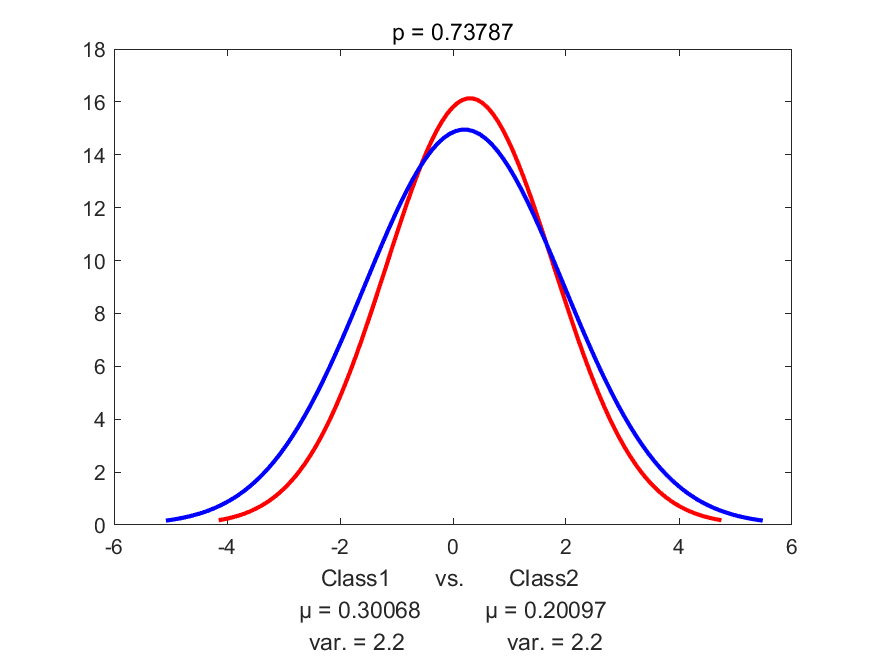 p = 0.73787
18
16
14
12
10
8
6
4
2
0
-6 -4 -2 0 2 4 6
Class1 vs. Class2
μ = 0.30068 μ = 0.20097
var. = 2.2 var. = 2.2